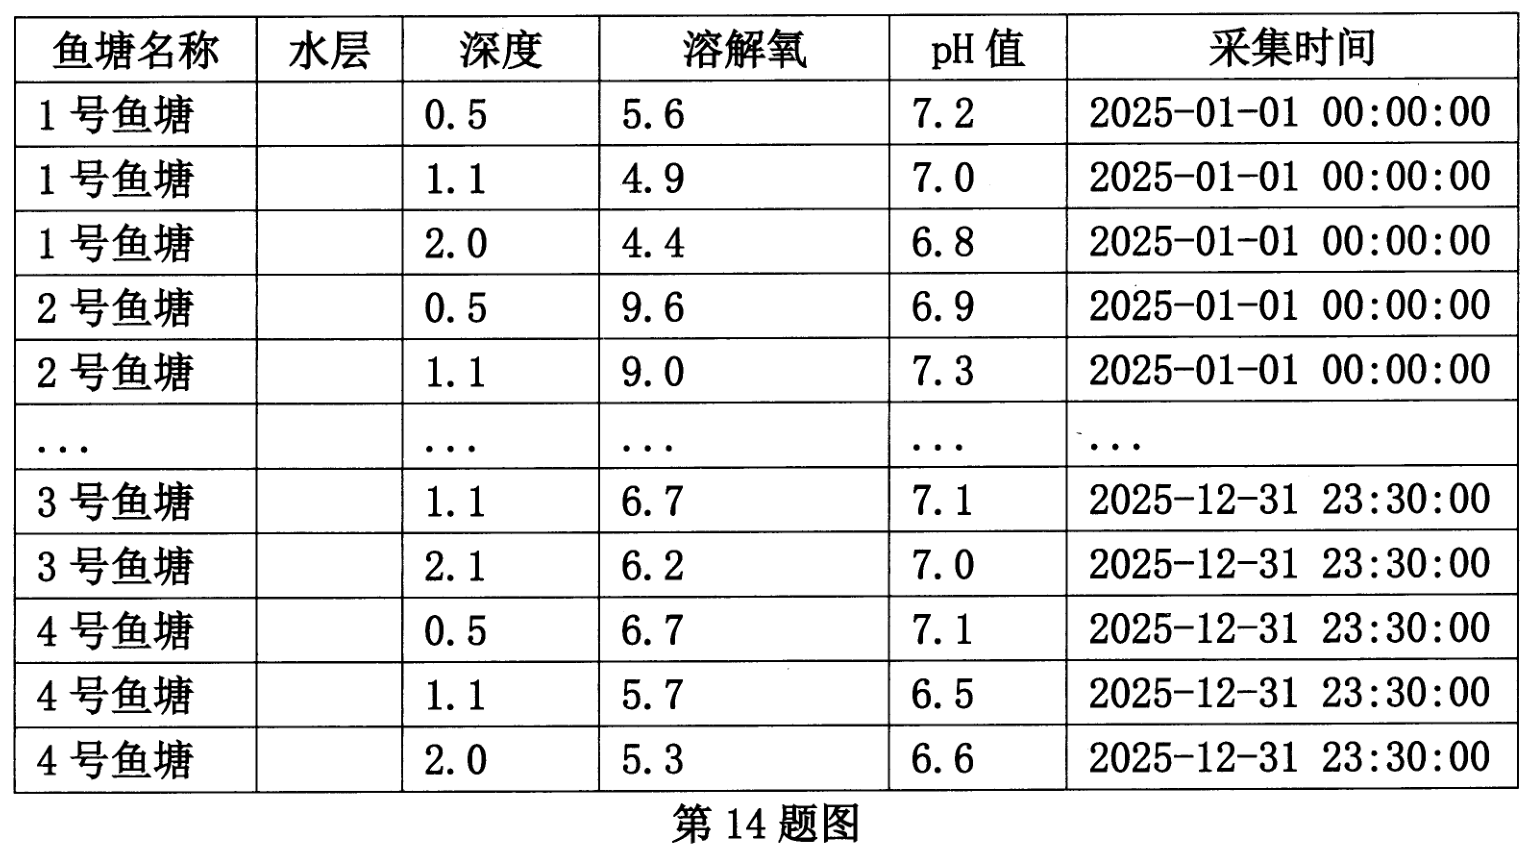 鱼塘名称 水层 深度 溶解氧 pH 值 采集时间
1 号鱼塘 0.5 5.6 7.2 2025-01-01 00:00:00
1 号鱼塘 1.1 4.9 7.0 2025-01-01 00:00:00
1 号鱼塘 2.0 4.4 6.8 2025-01-01 00:00:00
2 号鱼塘 0.5 9.6 6.9 2025-01-01 00:00:00
2 号鱼塘 1.1 9.0 7.3 2025-01-01 00:00:00
... ... ... ... ...
3 号鱼塘 1.1 6.7 7.1 2025-12-31 23:30:00
3 号鱼塘 2.1 6.2 7.0 2025-12-31 23:30:00
4 号鱼塘 0.5 6.7 7.1 2025-12-31 23:30:00
4 号鱼塘 1.1 5.7 6.5 2025-12-31 23:30:00
4 号鱼塘 2.0 5.3 6.6 2025-12-31 23:30:00
第 14 题图